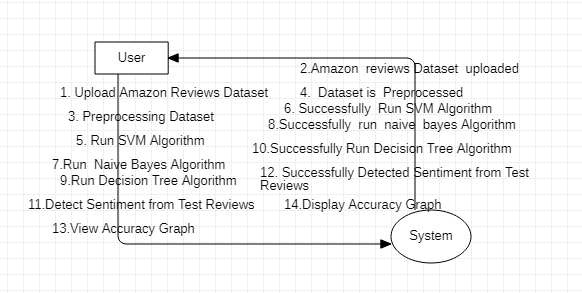 User
2.Amazon  reviews Dataset  uploaded
1. Upload Amazon Reviews Dataset
4.  Dataset is  Preprocessed
6. Successfully  Run SVM Algorithm
3. Preprocessing Dataset
8.Successfully  run  naive  bayes Algorithm
5. Run SVM Algorithm
10.Successfully Run Decision Tree Algorithm
7.Run  Naive Bayes Algorithm
12. Successfully Detected Sentiment from Test
9.Run Decision Tree Algorithm
Reviews
11.Detect Sentiment from Test Reviews
14.Display Accuracy Graph
13.View Accuracy Graph
System